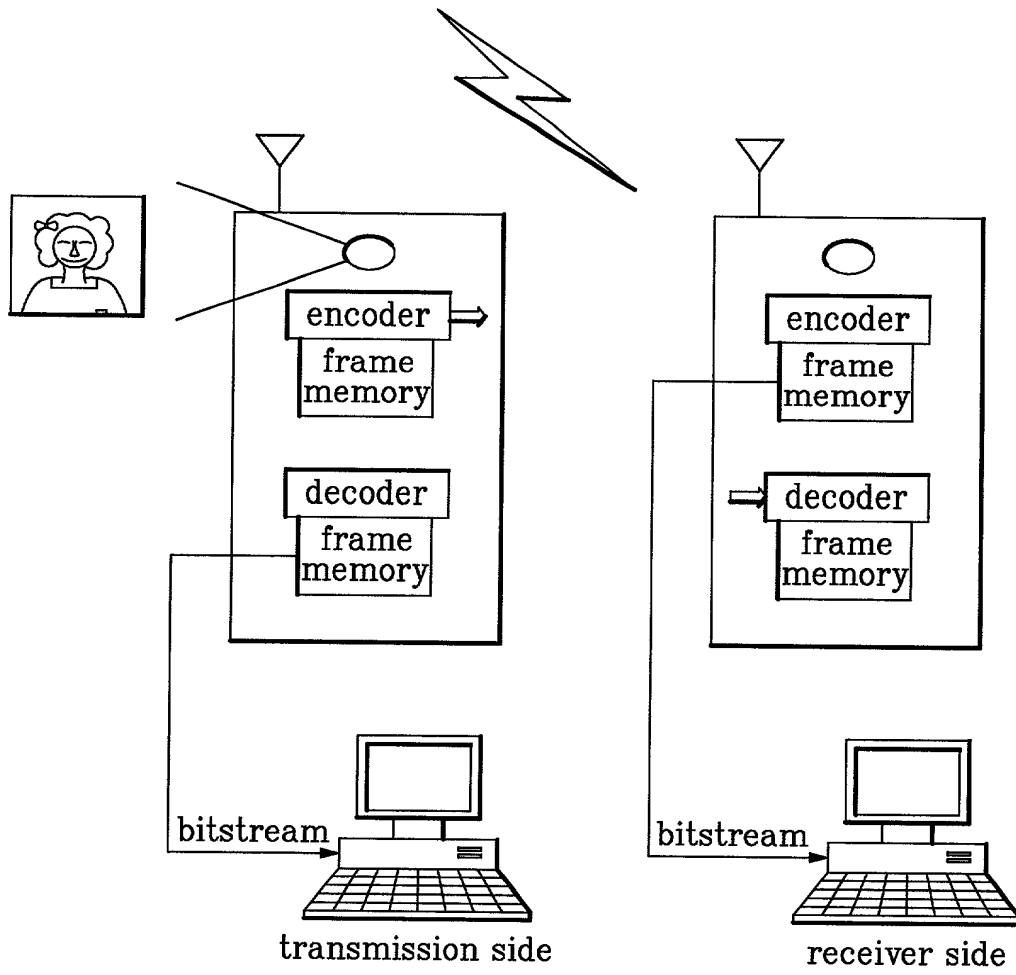 encoder
frame
memory
decoder
frame
memory
bitstream
transmission side
encoder
frame
memory
decoder
frame
memory
bitstream
receiver side